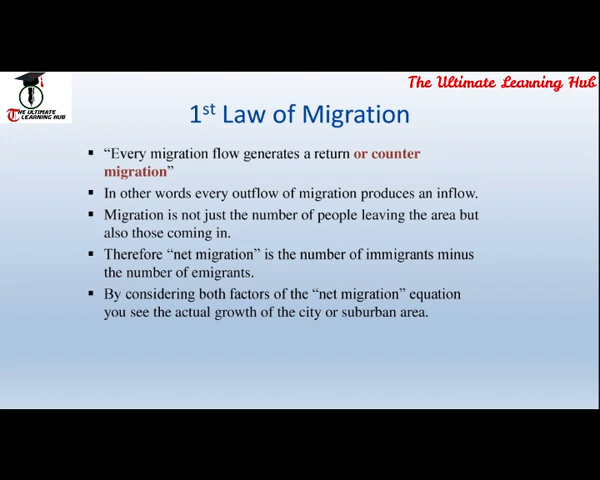 The Ultimate Learning Hub
THE ULTIMATE
LEARNING HUB
1st Law of Migration
▪ “Every migration flow generates a return or counter
migration”
▪ In other words every outflow of migration produces an inflow.
▪ Migration is not just the number of people leaving the area but
also those coming in.
▪ Therefore “net migration” is the number of immigrants minus
the number of emigrants.
▪ By considering both factors of the “net migration” equation
you see the actual growth of the city or suburban area.